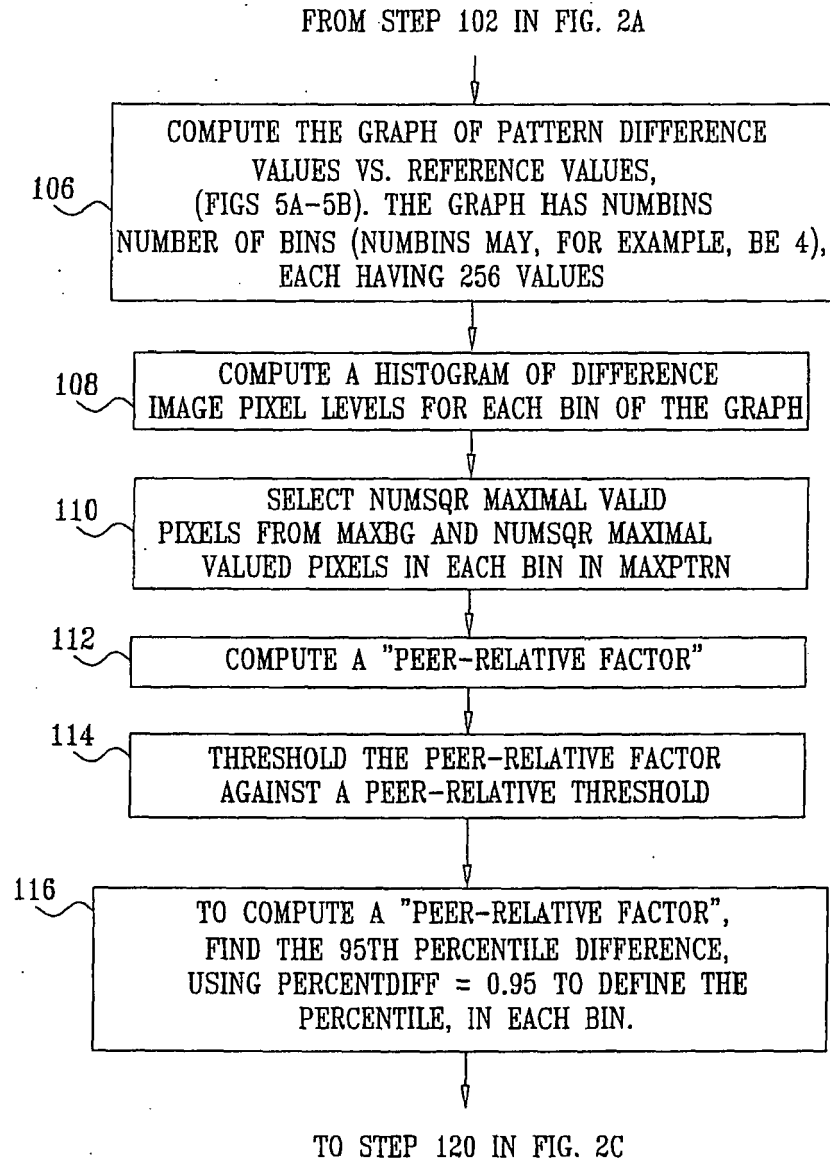 FROM STEP 102 IN FIG. 2A
106
COMPUTE THE GRAPH OF PATTERN DIFFERENCE
VALUES VS. REFERENCE VALUES,
(FIGS 5A-5B). THE GRAPH HAS NUMBINS
NUMBER OF BINS (NUMBINS MAY, FOR EXAMPLE, BE 4),
EACH HAVING 256 VALUES
108
COMPUTE A HISTOGRAM OF DIFFERENCE
IMAGE PIXEL LEVELS FOR EACH BIN OF THE GRAPH
110
SELECT NUMSQR MAXIMAL VALID
PIXELS FROM MAXBG AND NUMSQR MAXIMAL
VALUED PIXELS IN EACH BIN IN MAXPTRN
112
COMPUTE A "PEER-RELATIVE FACTOR"
114
THRESHOLD THE PEER-RELATIVE FACTOR
AGAINST A PEER-RELATIVE THRESHOLD
116
TO COMPUTE A "PEER-RELATIVE FACTOR",
FIND THE 95TH PERCENTILE DIFFERENCE,
USING PERCENTDIFF = 0.95 TO DEFINE THE
PERCENTILE, IN EACH BIN.
TO STEP 120 IN FIG. 2C